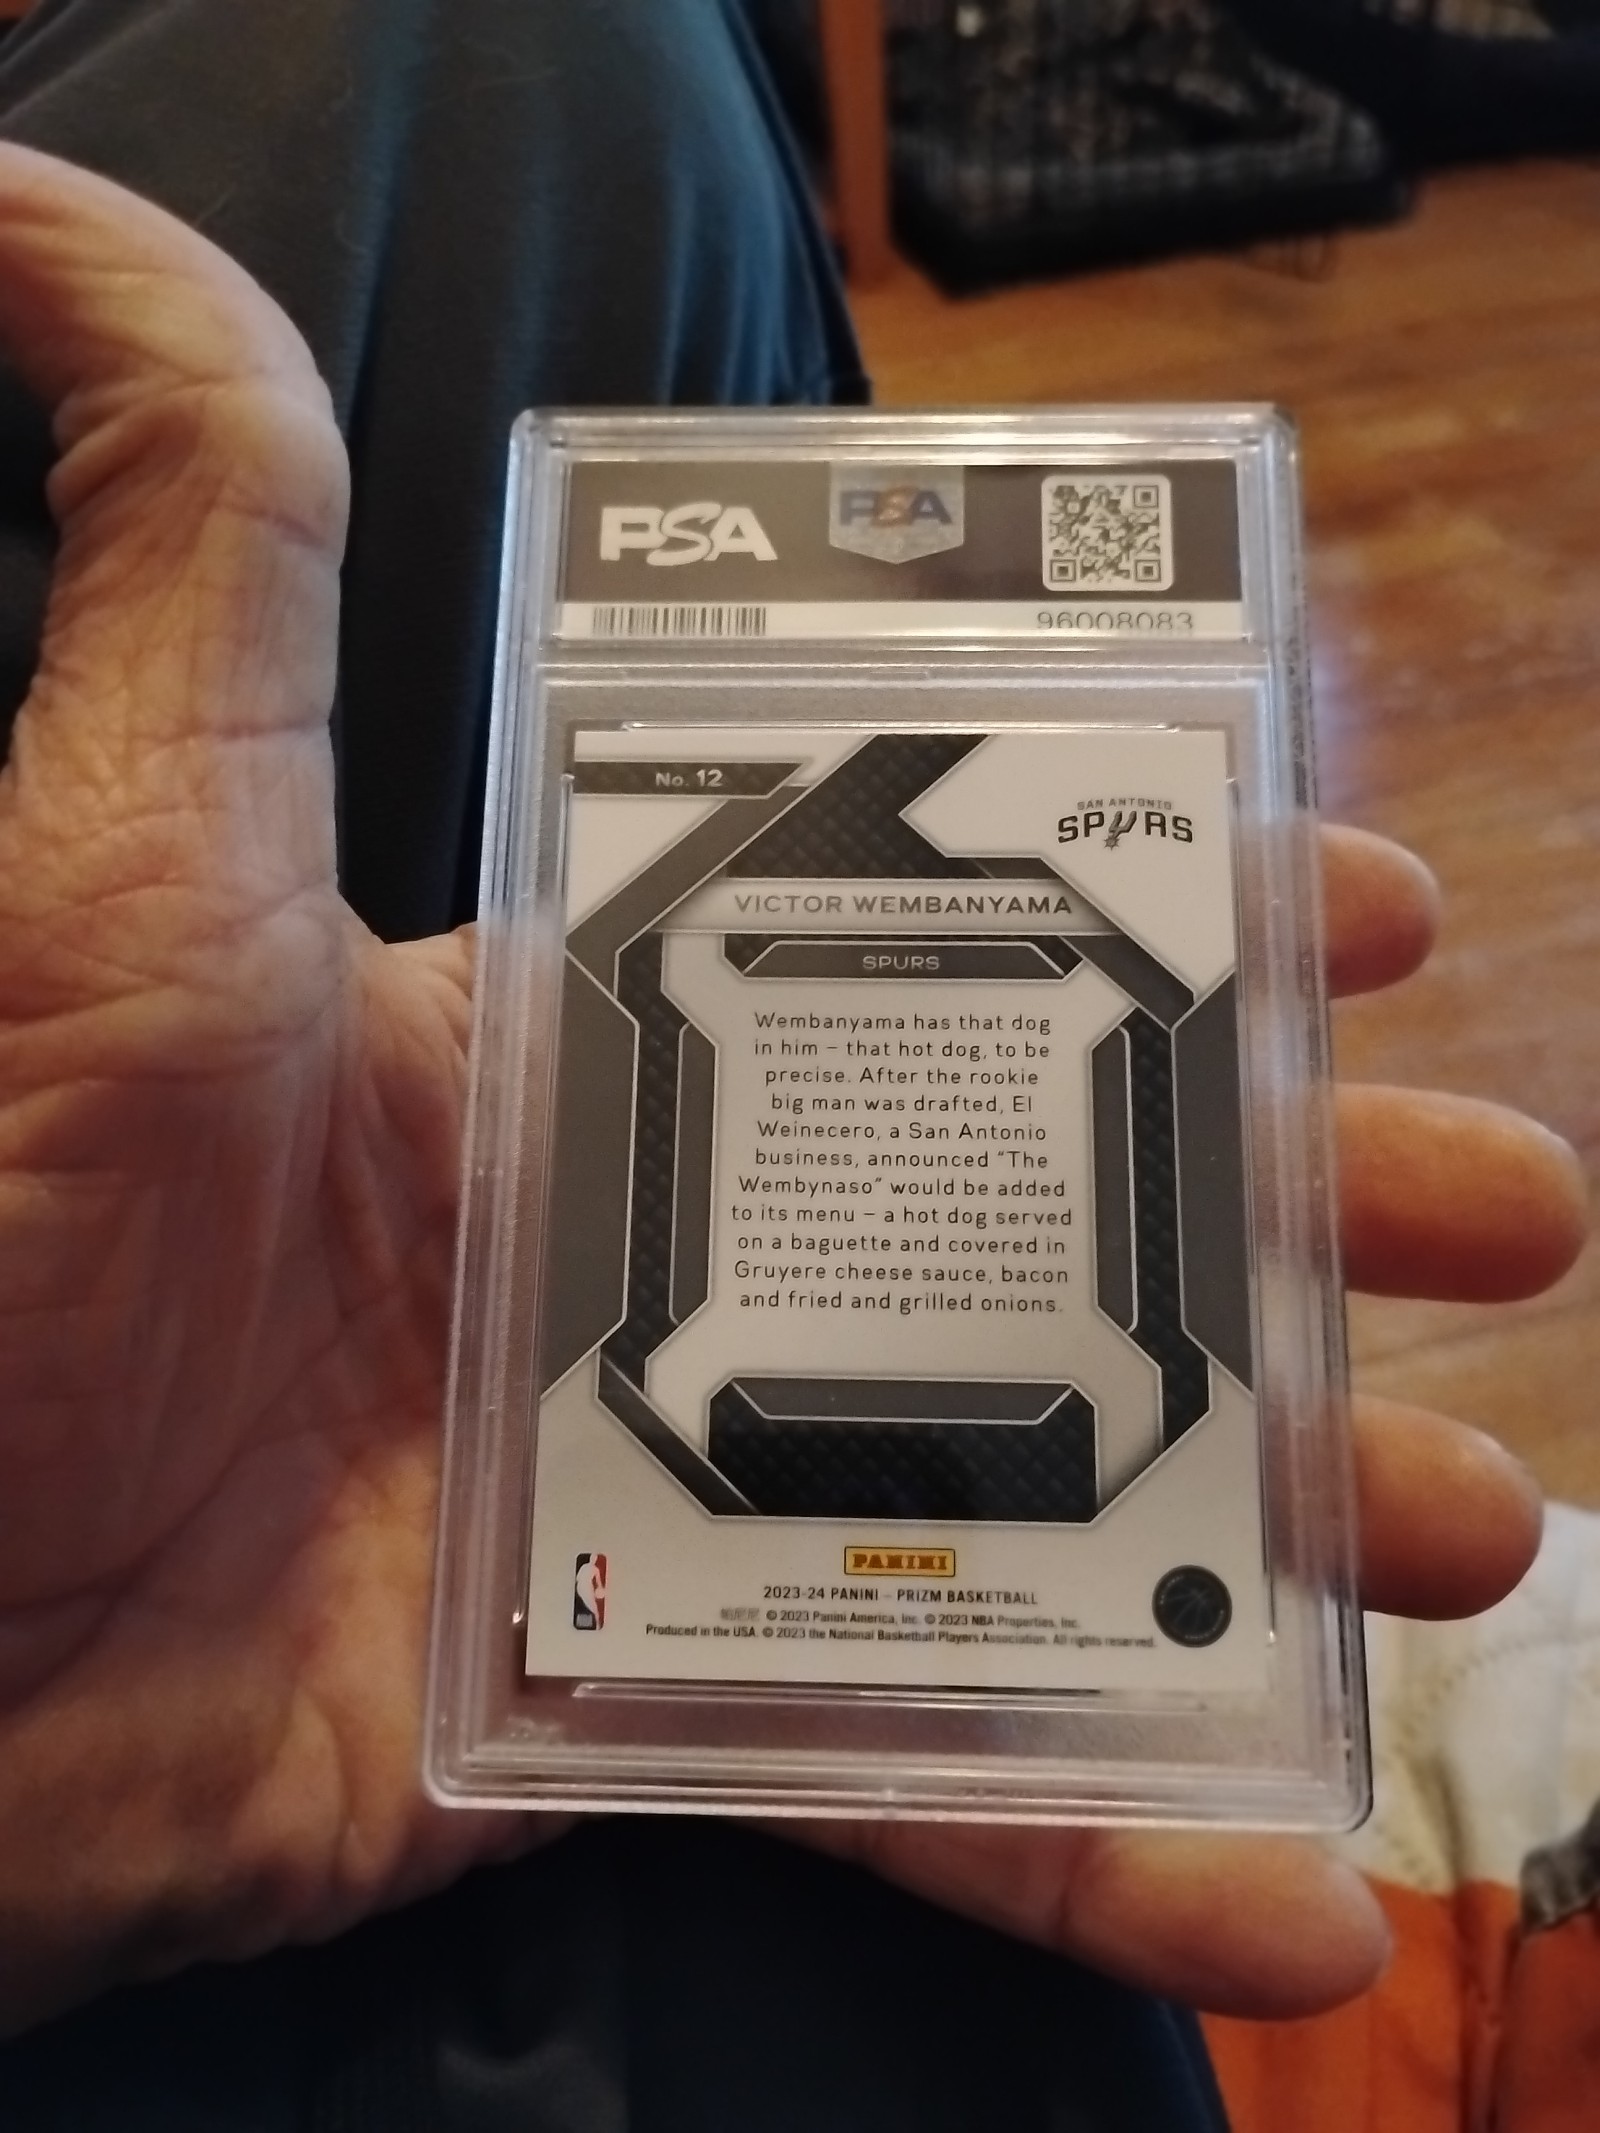 PSA
PSA
96008083
No. 12
SAN ANTONIO
SPURS
VICTOR WEMBANYAMA
SPURS
Wembanyama has that dog
in him – that hot dog, to be
precise. After the rookie
big man was drafted, El
Weinecero, a San Antonio
business, announced “The
Wembynaso” would be added
to its menu – a hot dog served
on a baguette and covered in
Gruyere cheese sauce, bacon
and fried and grilled onions.
PANINI
2023-24 PANINI – PRIZM BASKETBALL
© 2023 Panini America, Inc. © 2023 NBA Properties, Inc.
Produced in the USA. © 2023 the National Basketball Players Association. All rights reserved.